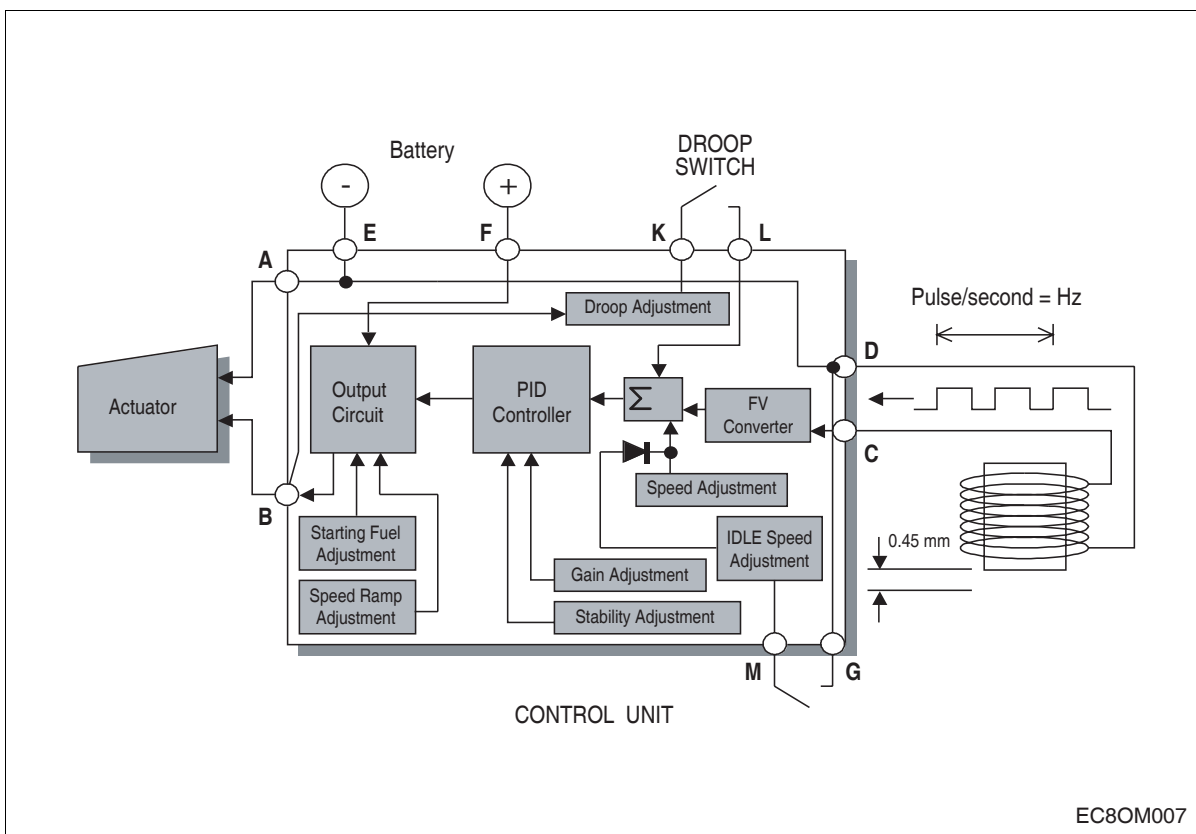 Battery
DROOP
SWITCH
-
+
E
F
K
L
A
Droop Adjustment
Pulse/second = Hz
D
Actuator
Output
Circuit
PID
Controller
Σ
FV
Converter
C
B
Speed Adjustment
Starting Fuel
Adjustment
IDLE Speed
Adjustment
0.45 mm
Gain Adjustment
Speed Ramp
Adjustment
Stability Adjustment
M
G
CONTROL UNIT
EC8OM007